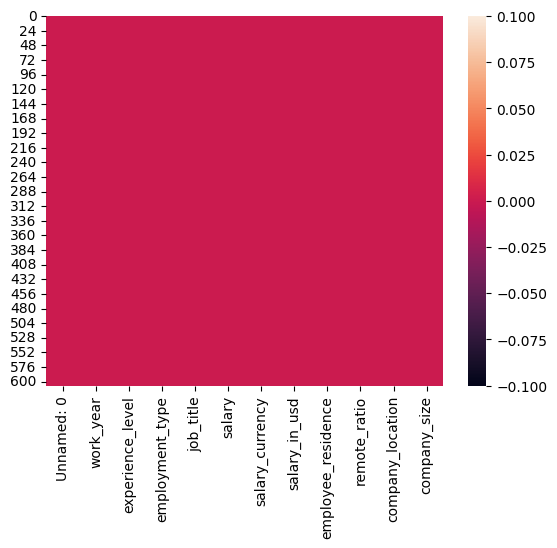 0
24
48
72
96
120
144
168
192
216
240
264
288
312
336
360
384
408
432
456
480
504
528
552
576
600
Unnamed: 0
work_year
experience_level
employment_type
job_title
salary
salary_currency
salary_in_usd
employee_residence
remote_ratio
company_location
company_size
0.100
0.075
0.050
0.025
0.000
−0.025
−0.050
−0.075
−0.100